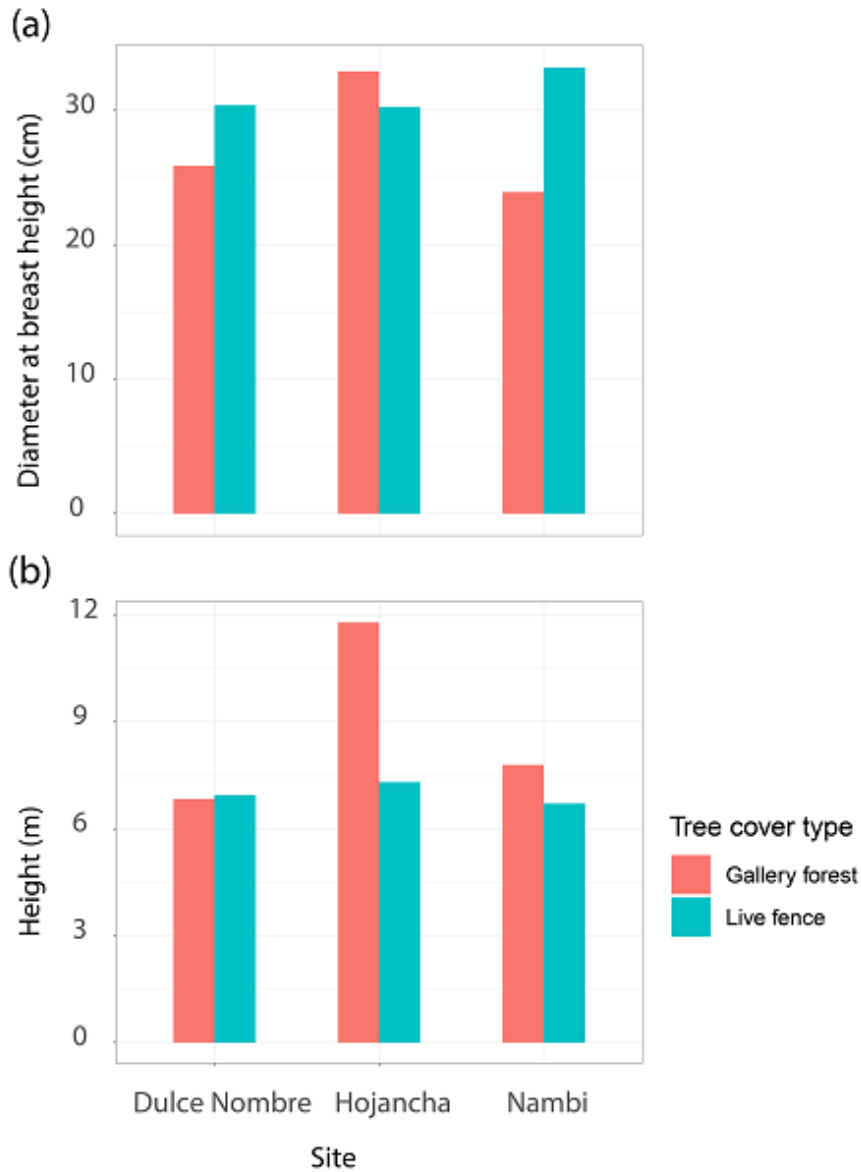 (a)
Diameter at breast height (cm)
30
20
10
0
(b)
Height (m)
12
9
6
3
0
Tree cover type
Gallery forest
Live fence
Dulce Nombre Hojancha Nambi
Site